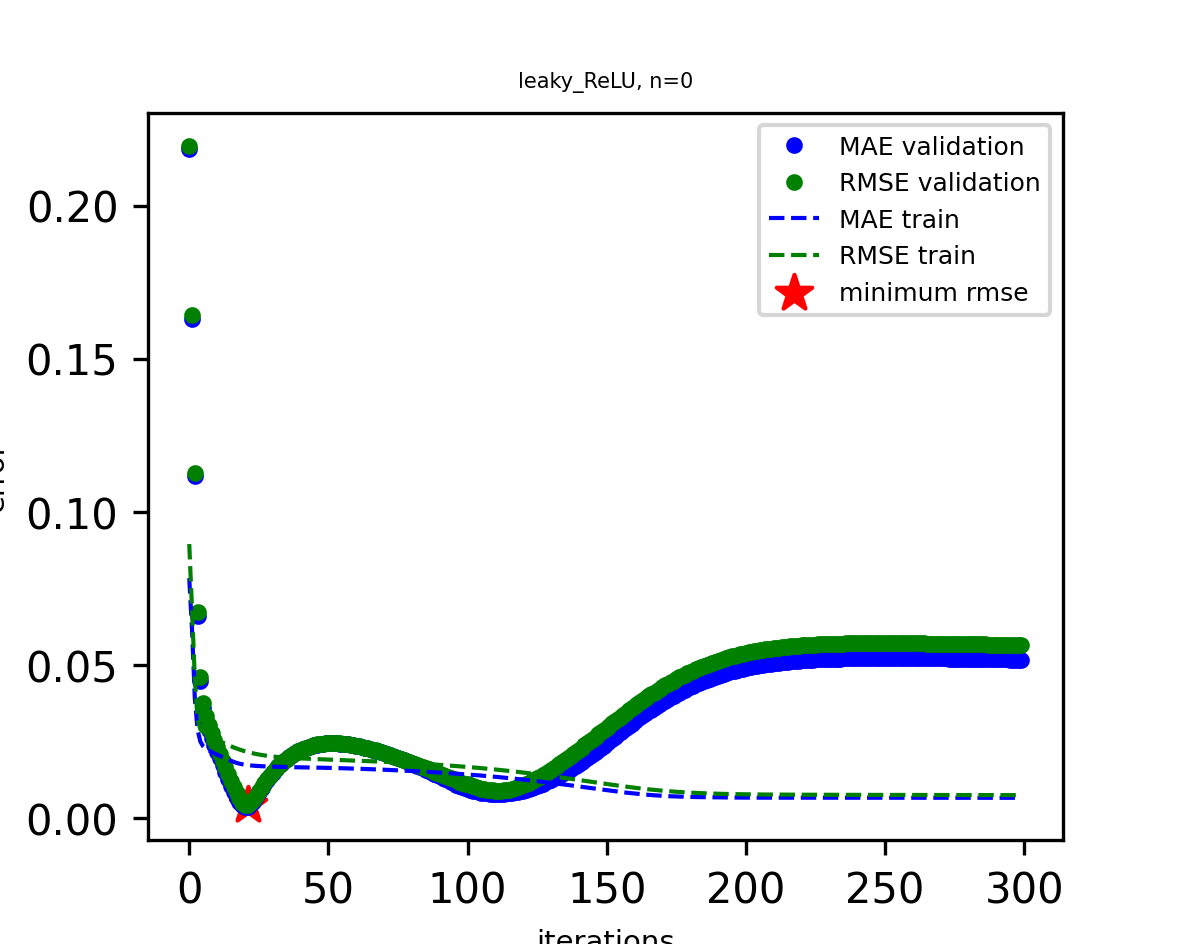 leaky_ReLU, n=0
MAE validation
RMSE validation
MAE train
RMSE train
minimum rmse
0.20
0.15
0.10
0.05
0.00
0 50 100 150 200 250 300
iterations